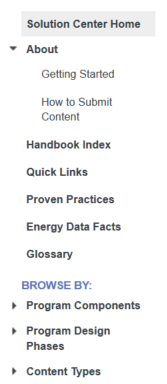 Solution Center Home
About
Getting Started
How to Submit
Content
Handbook Index
Quick Links
Proven Practices
Energy Data Facts
Glossary
BROWSE BY:
Program Components
Program Design
Phases
Content Types